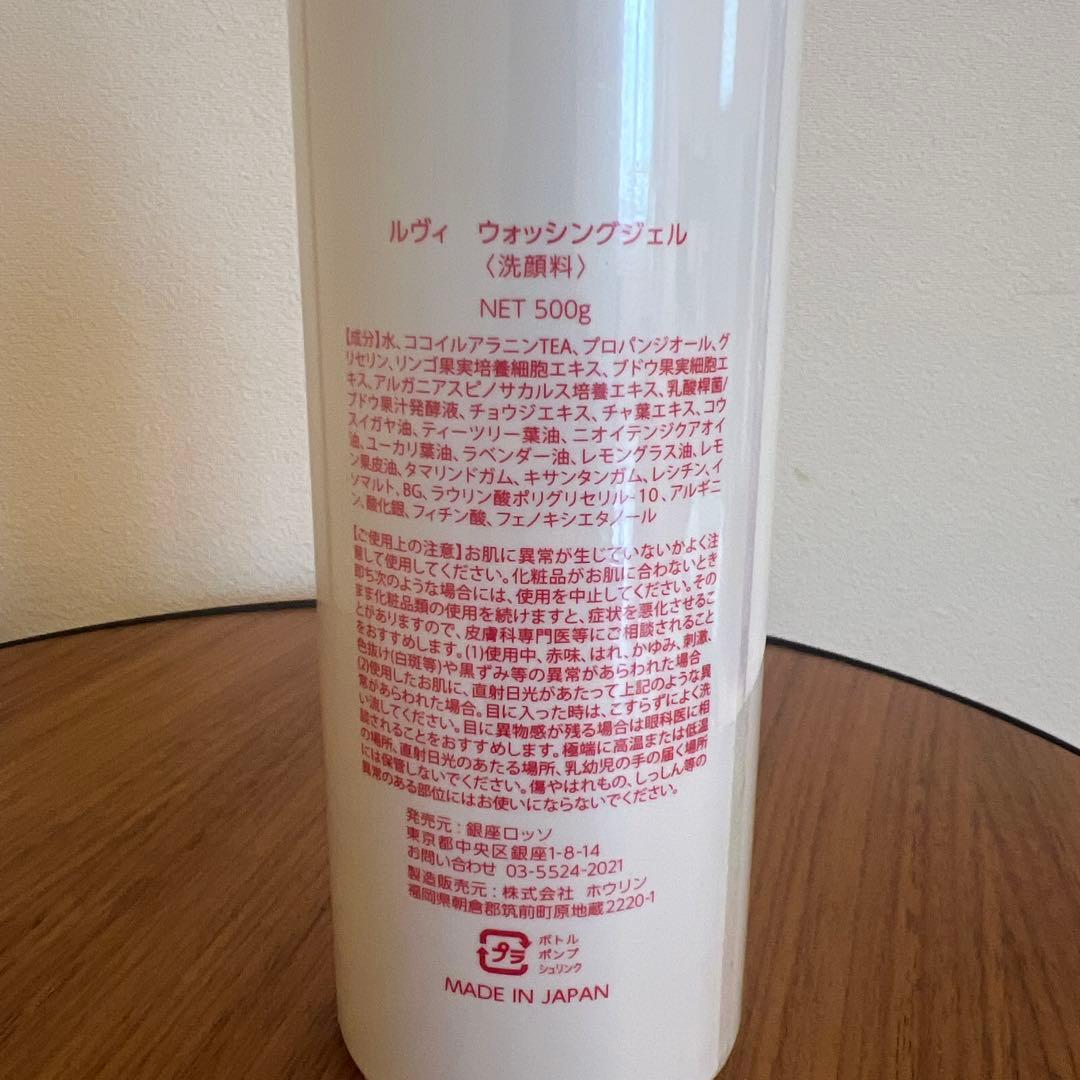 ルヴィ ウォッシングジェル
〈洗顔料〉
NET 500g
【成分】水、ココイルアラニンTEA、プロパンジオール、グ
リセリン、リンゴ果実培養細胞エキス、ブドウ果実細胞エ
キス、アルガニアスピノサカルス培養エキス、乳酸桿菌/
ブドウ果汁発酵液、チョウジエキス、チャ葉エキス、コウ
スイガヤ油、ティーツリー葉油、ニオイテンジクアオイ
油、ユーカリ葉油、ラベンダー油、レモングラス油、レモ
ン果皮油、タマリンドガム、キサンタンガム、レシチン、イ
ソマルト、BG、ラウリン酸ポリグリセリル-10、アルギニ
ン、酸化銀、フィチン酸、フェノキシエタノール
【ご使用上の注意】お肌に異常が生じていないかよく注
意して使用してください。化粧品がお肌に合わないとき
即ち次のような場合には、使用を中止してください。その
まま化粧品類の使用を続けますと、症状を悪化させるこ
とがありますので、皮膚科専門医等にご相談されること
をおすすめします。(1)使用中、赤味、はれ、かゆみ、刺激、
色抜け(白斑等)や黒ずみ等の異常があらわれた場合
(2)使用したお肌に、直射日光があたって上記のような異
常があらわれた場合。目に入った時は、こすらずによく洗
い流してください。目に異物感が残る場合は眼科医に相
談されることをおすすめします。極端に高温または低温
の場所、直射日光のあたる場所、乳幼児の手の届く場所
には保管しないでください。傷やはれもの、しっしん等の
異常のある部位にはお使いにならないでください。
発売元：銀座ロッソ
東京都中央区銀座1-8-14
お問い合わせ 03-5524-2021
製造販売元：株式会社 ホウリン
福岡県朝倉郡筑前町原地蔵2220-1
プラ
ボトル
ポンプ
シュリンク
MADE IN JAPAN